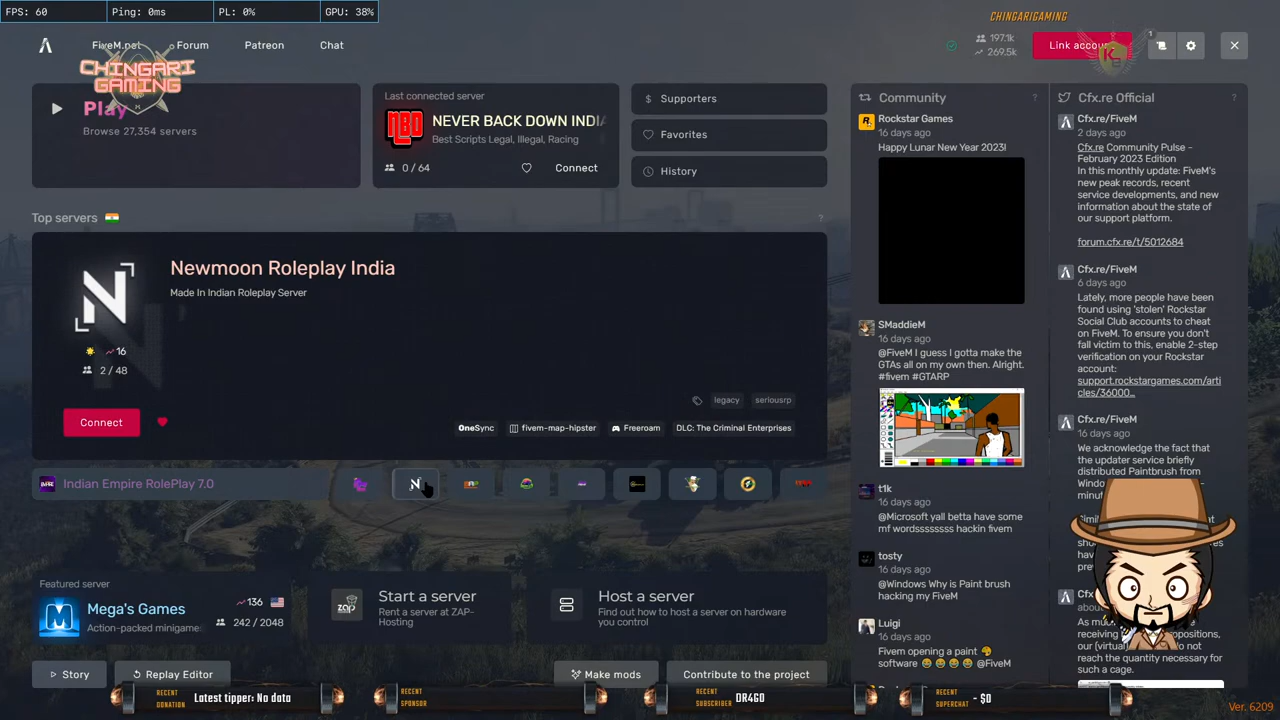 FPS: 60 Ping: 0ms PL: 0% GPU: 38%
CHINGARIGAMING
FiveM.net Forum Patreon Chat
197.1k
269.5k
Link account
1
CHINGARI
GAMING
Play
Browse 27,354 servers
Last connected server
NBD
NEVER BACK DOWN INDIA
Best Scripts Legal, Illegal, Racing
0 / 64
Connect
$ Supporters
Favorites
History
Top servers
?
Newmoon Roleplay India
Made In Indian Roleplay Server
N
16
2 / 48
Connect
legacy seriousrp
OneSync fivem-map-hipster Freeroam DLC: The Criminal Enterprises
Indian Empire RolePlay 7.0
Featured server
Mega's Games
Action-packed minigame
136
242 / 2048
ZAP
Start a server
Rent a server at ZAP-
Hosting
Host a server
Find out how to host a server on hardware
you control
Story
Replay Editor
Make mods
Contribute to the project
Community ?
Rockstar Games
16 days ago
Happy Lunar New Year 2023!
SMaddieM
16 days ago
@FiveM I guess I gotta make the
GTAs all on my own then. Alright.
#fivem #GTARP
t1k
16 days ago
@Microsoft yall betta have some
mf wordsssssss hackin fivem
tosty
16 days ago
@Windows Why is Paint brush
hacking my FiveM
Luigi
16 days ago
Fivem opening a paint
software @FiveM
Cfx.re Official ?
Cfx.re/FiveM
2 days ago
Cfx.re Community Pulse -
February 2023 Edition
In this monthly update: FiveM's
new peak records, recent
service developments, and new
information about the state of
our support platform.
forum.cfx.re/t/5012684
Cfx.re/FiveM
6 days ago
Lately, more people have been
found using 'stolen' Rockstar
Social Club accounts to cheat
on FiveM. To ensure you don't
fall victim to this, enable 2-step
verification on your Rockstar
account:
support.rockstargames.com/arti
cles/36000...
Cfx.re/FiveM
16 days ago
We acknowledge the fact that
the updater service briefly
distributed Paintbrush from
reach the quantity necessary for
such a cage.
RECENT DONATION Latest tipper: No data
RECENT SPONSOR
RECENT SUBSCRIBER DR4GO
RECENT SUPERCHAT - $0
Ver. 6209